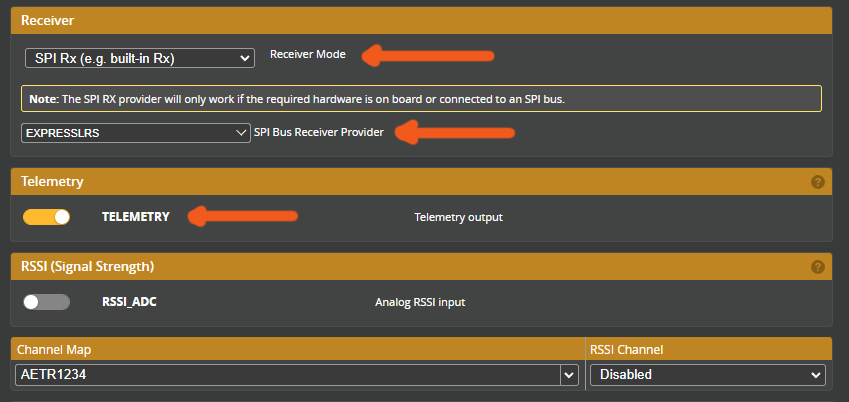 Receiver
SPI Rx (e.g. built-in Rx) Receiver Mode
Note: The SPI RX provider will only work if the required hardware is on board or connected to an SPI bus.
EXPRESSLRS SPI Bus Receiver Provider
Telemetry ?
TELEMETRY Telemetry output
RSSI (Signal Strength) ?
RSSI_ADC Analog RSSI input
Channel Map RSSI Channel
AETR1234 Disabled